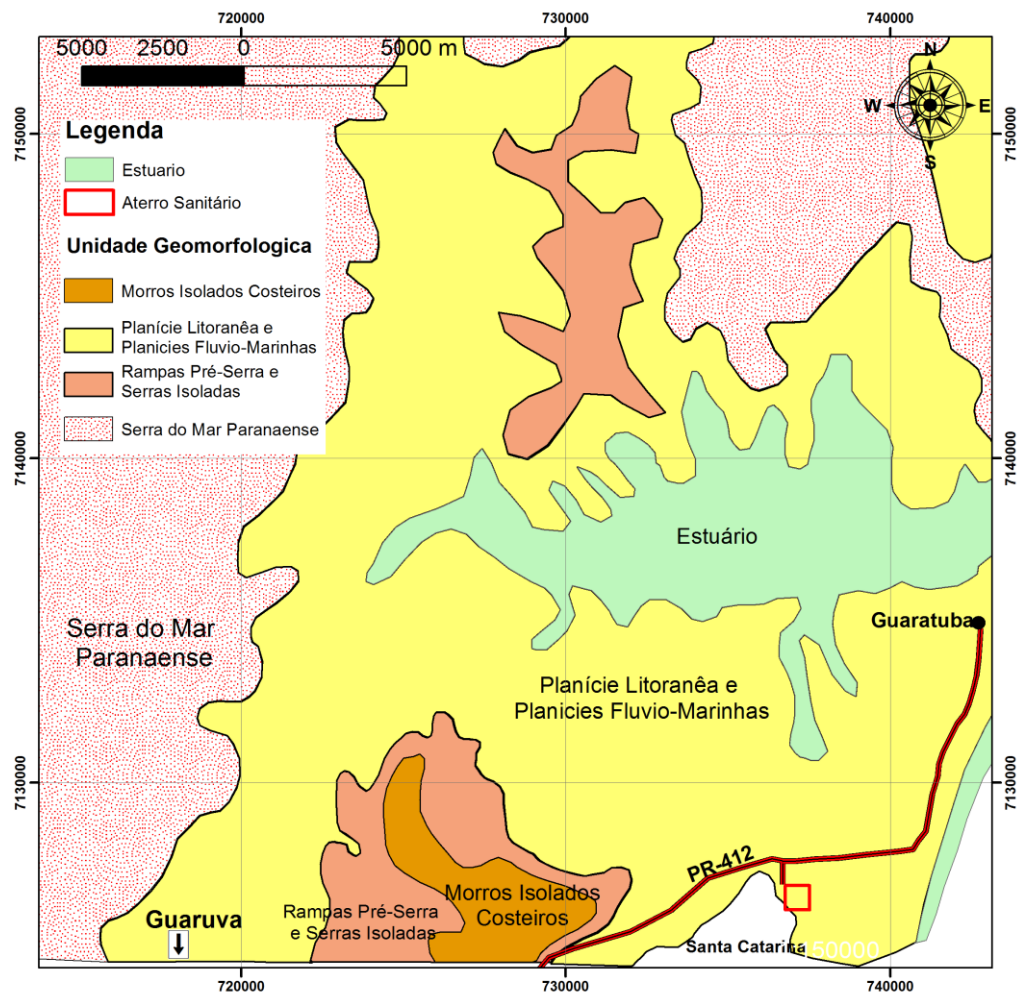 720000
730000
740000
5000
2500
0
5000 m
N
W
E
S
7150000
7150000
Legenda
Estuario
Aterro Sanitário
Unidade Geomorfologica
Morros Isolados Costeiros
Planície Litoranêa e
Planicies Fluvio-Marinhas
Rampas Pré-Serra e
Serras Isoladas
Serra do Mar Paranaense
7140000
7140000
Estuário
Serra do Mar
Paranaense
Guaratuba
Planície Litoranêa e
Planicies Fluvio-Marinhas
7130000
7130000
PR-412
Morros Isolados
Costeiros
Rampas Pré-Serra
e Serras Isoladas
Guaruva
Santa Catarina
150000
720000
730000
740000